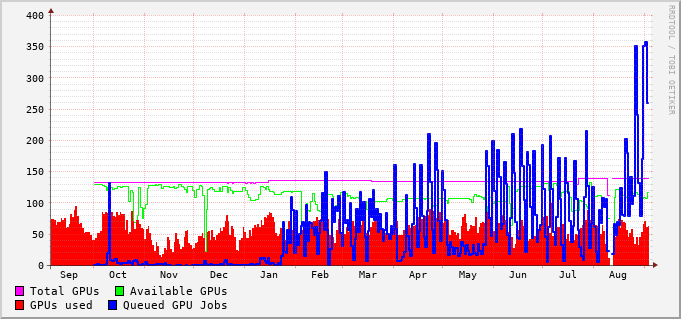 400
350
300
250
200
150
100
50
0
Sep Oct Nov Dec Jan Feb Mar Apr May Jun Jul Aug
Total GPUs Available GPUs
GPUs used Queued GPU Jobs
RRDTOOL / TOBI OETIKER